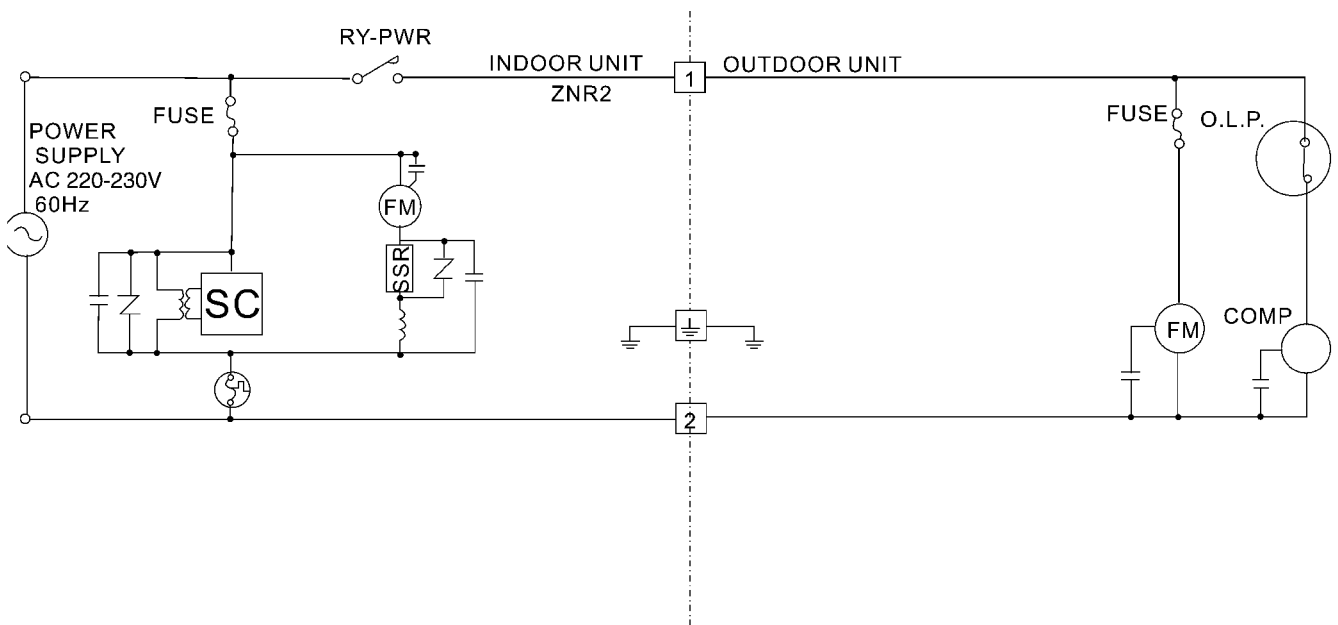 RY-PWR
INDOOR UNIT
ZNR2
1
OUTDOOR UNIT
FUSE
POWER
SUPPLY
AC 220-230V
60Hz
FM
SSR
SC
FUSE
O.L.P.
FM
COMP
2